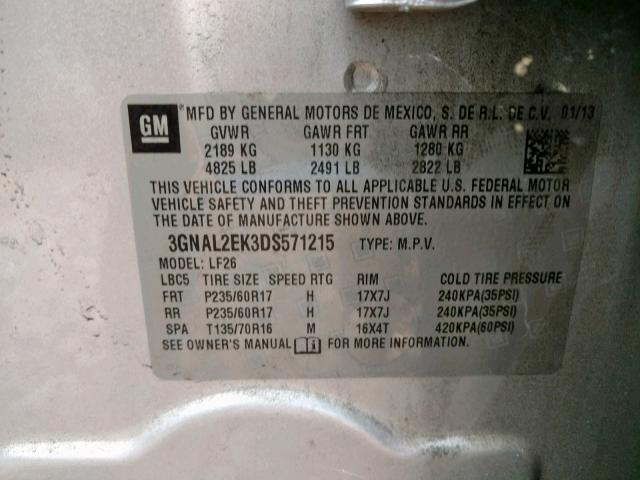 GM MFD BY GENERAL MOTORS DE MEXICO, S. DE R.L. DE C.V. 01/13
GVWR GAWR FRT GAWR RR
2189 KG 1130 KG 1280 KG
4825 LB 2491 LB 2822 LB
THIS VEHICLE CONFORMS TO ALL APPLICABLE U.S. FEDERAL MOTOR
VEHICLE SAFETY AND THEFT PREVENTION STANDARDS IN EFFECT ON
THE DATE OF MANUFACTURE SHOWN ABOVE.
3GNAL2EK3DS571215 TYPE: M.P.V.
MODEL: LF26
LBC5 TIRE SIZE SPEED RTG RIM COLD TIRE PRESSURE
FRT P235/60R17 H 17X7J 240KPA(35PSI)
RR P235/60R17 H 17X7J 240KPA(35PSI)
SPA T135/70R16 M 16X4T 420KPA(60PSI)
SEE OWNER'S MANUAL i FOR MORE INFORMATION.